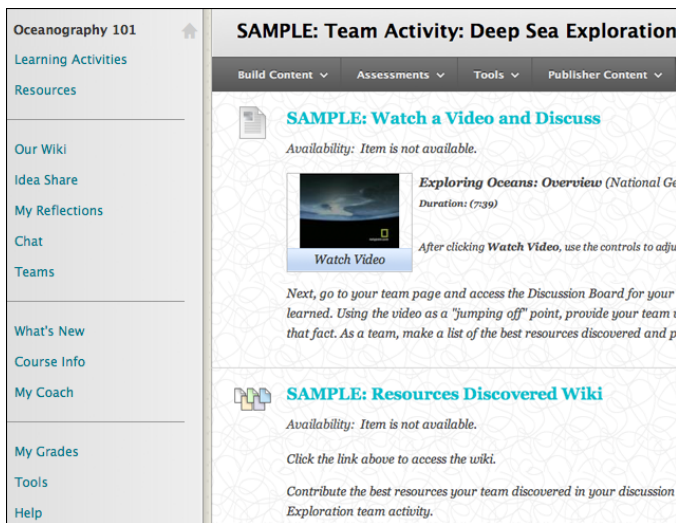 Oceanography 101
Learning Activities
Resources
Our Wiki
Idea Share
My Reflections
Chat
Teams
What's New
Course Info
My Coach
My Grades
Tools
Help
SAMPLE: Team Activity: Deep Sea Exploration
Build Content Assessments Tools Publisher Content
SAMPLE: Watch a Video and Discuss
Availability: Item is not available.
Exploring Oceans: Overview (National Ge
Duration: (7:39)
After clicking Watch Video, use the controls to adju
Watch Video
Next, go to your team page and access the Discussion Board for your
learned. Using the video as a "jumping off" point, provide your team
that fact. As a team, make a list of the best resources discovered and p
SAMPLE: Resources Discovered Wiki
Availability: Item is not available.
Click the link above to access the wiki.
Contribute the best resources your team discovered in your discussion
Exploration team activity.